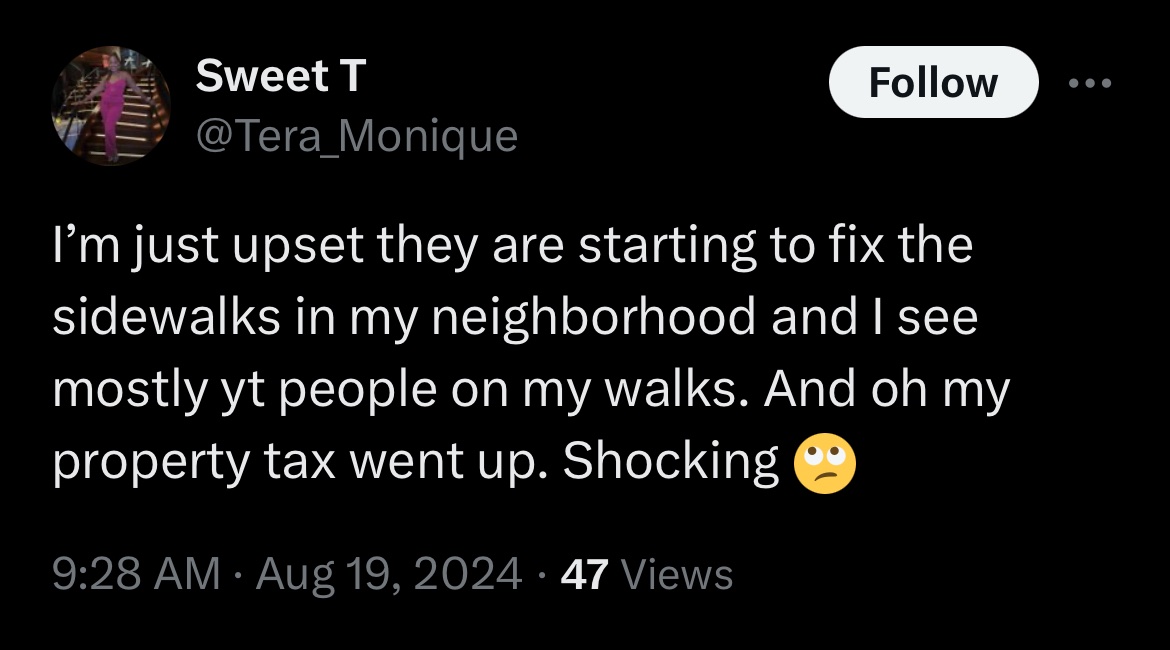 Sweet T
Follow
@Tera_Monique
I’m just upset they are starting to fix the
sidewalks in my neighborhood and I see
mostly yt people on my walks. And oh my
property tax went up. Shocking 🙄
9:28 AM · Aug 19, 2024 · 47 Views